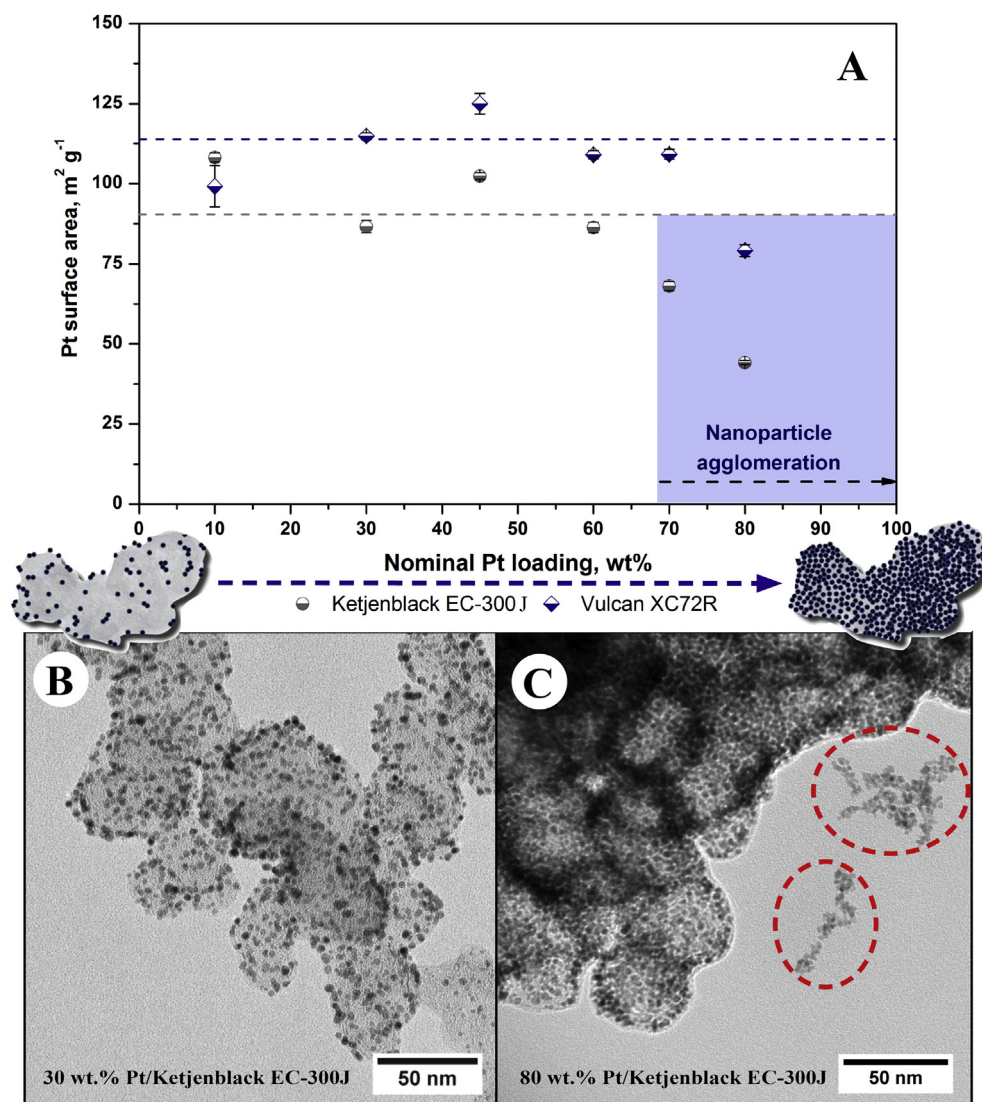 A
150
125
100
75
50
25
0
Pt surface area, m² g⁻¹
Nanoparticle
agglomeration
0 10 20 30 40 50 60 70 80 90 100
Nominal Pt loading, wt%
Ketjenblack EC-300J Vulcan XC72R
B
C
30 wt.% Pt/Ketjenblack EC-300J
50 nm
80 wt.% Pt/Ketjenblack EC-300J
50 nm